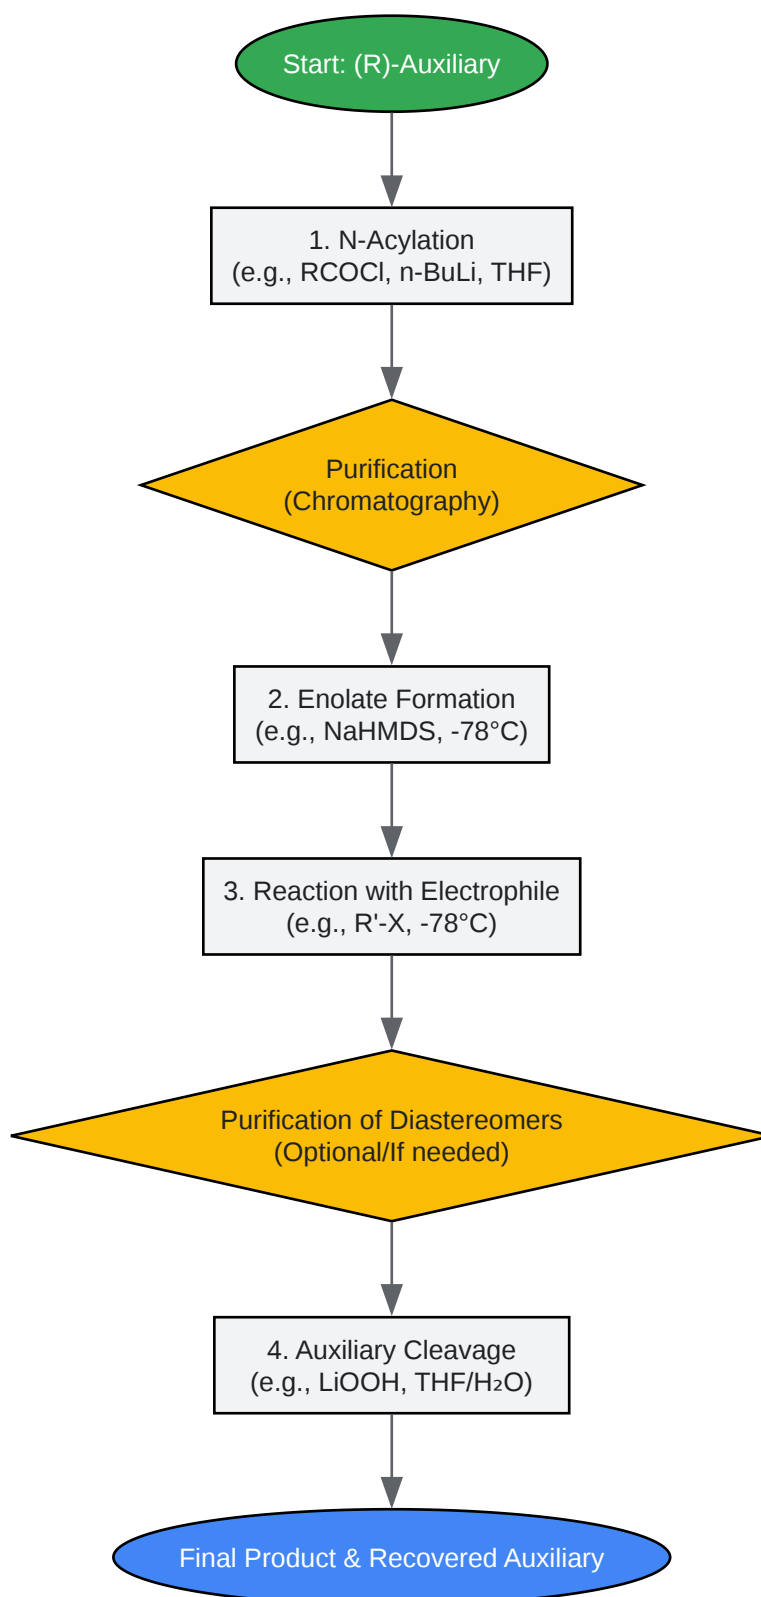 Start: (R)-Auxiliary
1. N-Acylation
(e.g., RCOCl, n-BuLi, THF)
Purification
(Chromatography)
2. Enolate Formation
(e.g., NaHMDS, -78°C)
3. Reaction with Electrophile
(e.g., R'-X, -78°C)
Purification of Diastereomers
(Optional/If needed)
4. Auxiliary Cleavage
(e.g., LiOOH, THF/H₂O)
Final Product & Recovered Auxiliary